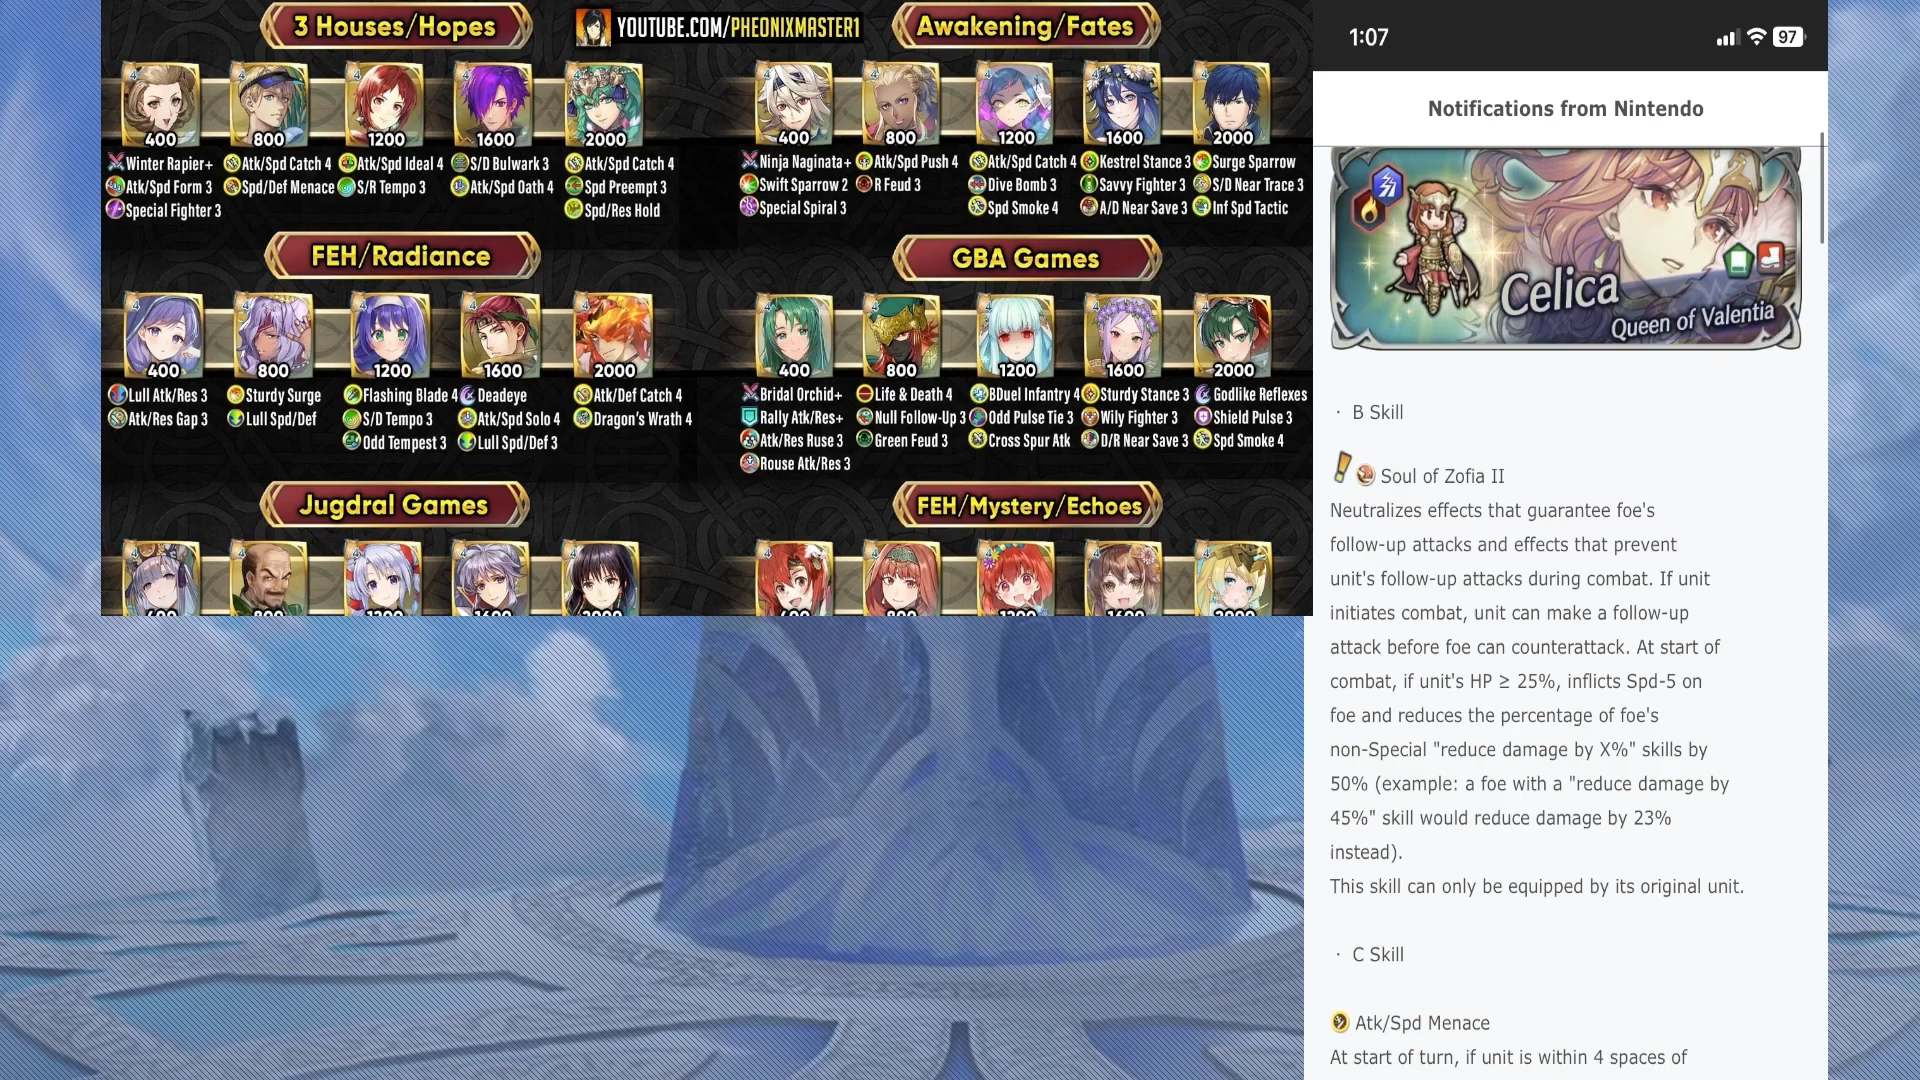 3 Houses/Hopes
YOUTUBE.COM/PHEONIXMASTER1
Awakening/Fates
400
800
1200
1600
2000
Winter Rapier+
Atk/Spd Form 3
Special Fighter 3
Atk/Spd Catch 4
Spd/Def Menace
Atk/Spd Ideal 4
S/R Tempo 3
S/D Bulwark 3
Atk/Spd Oath 4
Atk/Spd Catch 4
Spd Preempt 3
Spd/Res Hold
400
800
1200
1600
2000
Ninja Naginata+
Swift Sparrow 2
Special Spiral 3
Atk/Spd Push 4
R Feud 3
Atk/Spd Catch 4
Dive Bomb 3
Spd Smoke 4
Kestrel Stance 3
Savvy Fighter 3
A/D Near Save 3
Surge Sparrow
S/D Near Trace 3
Inf Spd Tactic
FEH/Radiance
400
800
1200
1600
2000
Lull Atk/Res 3
Atk/Res Gap 3
Sturdy Surge
Lull Spd/Def
Flashing Blade 4
S/D Tempo 3
Odd Tempest 3
Deadeye
Atk/Spd Solo 4
Lull Spd/Def 3
Atk/Def Catch 4
Dragon's Wrath 4
GBA Games
400
800
1200
1600
2000
Bridal Orchid+
Rally Atk/Res+
Atk/Res Ruse 3
Rouse Atk/Res 3
Life & Death 4
Null Follow-Up 3
Green Feud 3
BDuel Infantry 4
Odd Pulse Tie 3
Cross Spur Atk
Sturdy Stance 3
Wily Fighter 3
D/R Near Save 3
Godlike Reflexes
Shield Pulse 3
Spd Smoke 4
Jugdral Games
400
800
1200
1600
2000
FEH/Mystery/Echoes
400
800
1200
1600
2000
1:07
97
Notifications from Nintendo
Celica
Queen of Valentia
· B Skill
Soul of Zofia II
Neutralizes effects that guarantee foe's
follow-up attacks and effects that prevent
unit's follow-up attacks during combat. If unit
initiates combat, unit can make a follow-up
attack before foe can counterattack. At start of
combat, if unit's HP ≥ 25%, inflicts Spd-5 on
foe and reduces the percentage of foe's
non-Special "reduce damage by X%" skills by
50% (example: a foe with a "reduce damage by
45%" skill would reduce damage by 23%
instead).
This skill can only be equipped by its original unit.
· C Skill
Atk/Spd Menace
At start of turn, if unit is within 4 spaces of